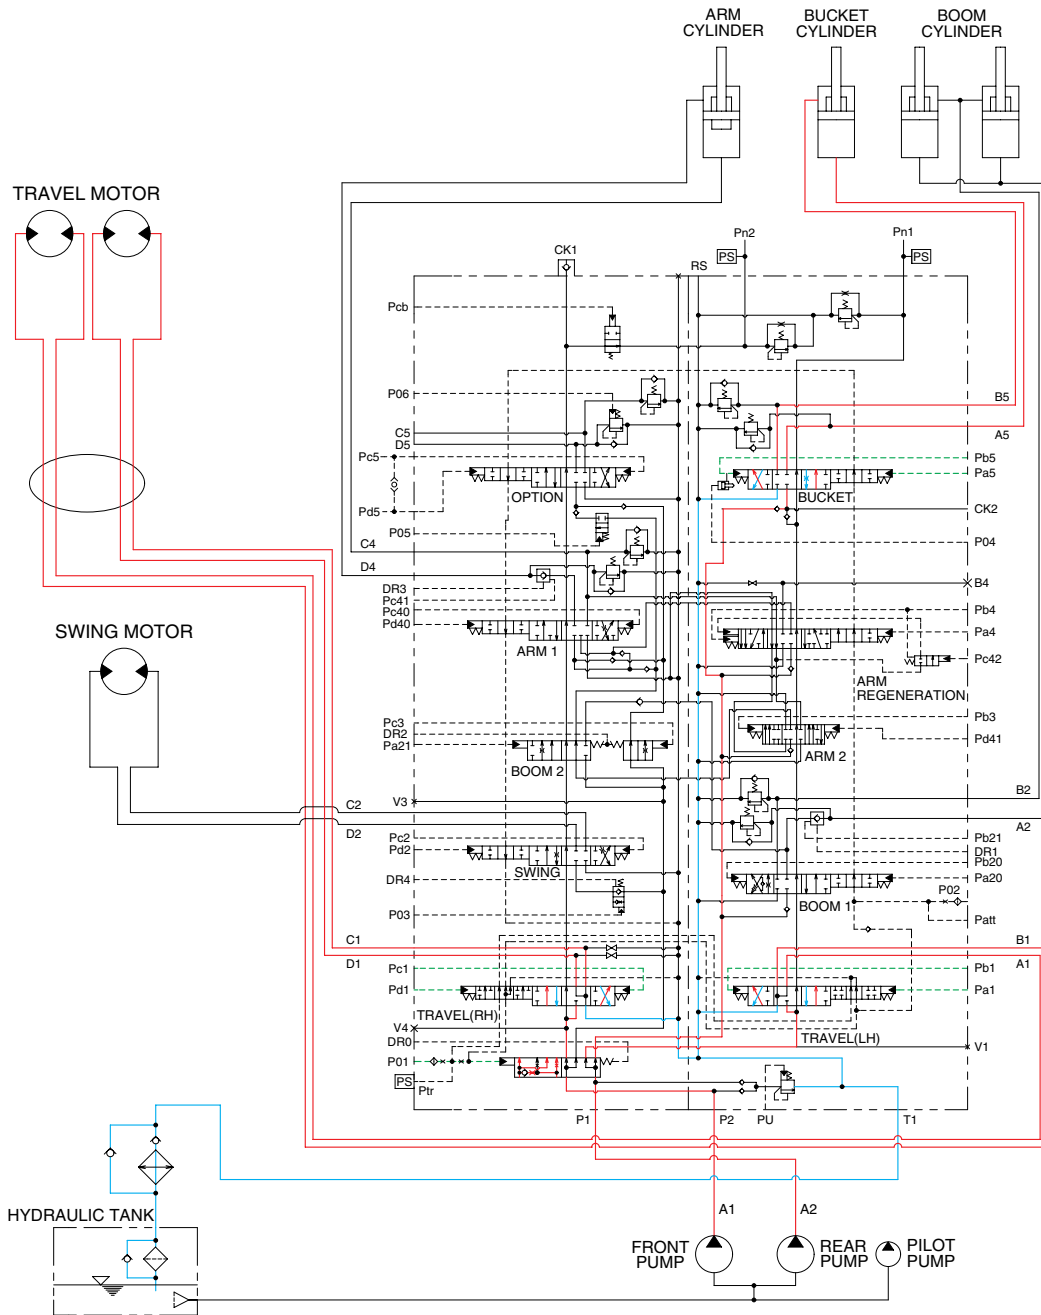 ARM
CYLINDER
BUCKET
CYLINDER
BOOM
CYLINDER
TRAVEL MOTOR
Pn2
Pn1
CK1
PS
PS
RS
Pcb
P06
B5
C5
D5
A5
Pc5
Pb5
Pa5
OPTION
BUCKET
Pd5
CK2
P05
P04
C4
D4
B4
DR3
Pc41
Pc40
Pb4
Pd40
Pa4
SWING MOTOR
ARM 1
Pc42
ARM
REGENERATION
Pc3
Pb3
DR2
Pd41
Pa21
ARM 2
BOOM 2
V3
C2
B2
D2
A2
Pc2
Pb21
Pd2
DR1
Pb20
SWING
Pa20
DR4
P02
BOOM 1
P03
Patt
C1
B1
D1
A1
Pc1
Pb1
Pd1
Pa1
TRAVEL(RH)
V4
TRAVEL(LH)
DR0
V1
P01
PS
Ptr
P1
P2
PU
T1
A1
A2
HYDRAULIC TANK
FRONT
PUMP
REAR
PUMP
PILOT
PUMP